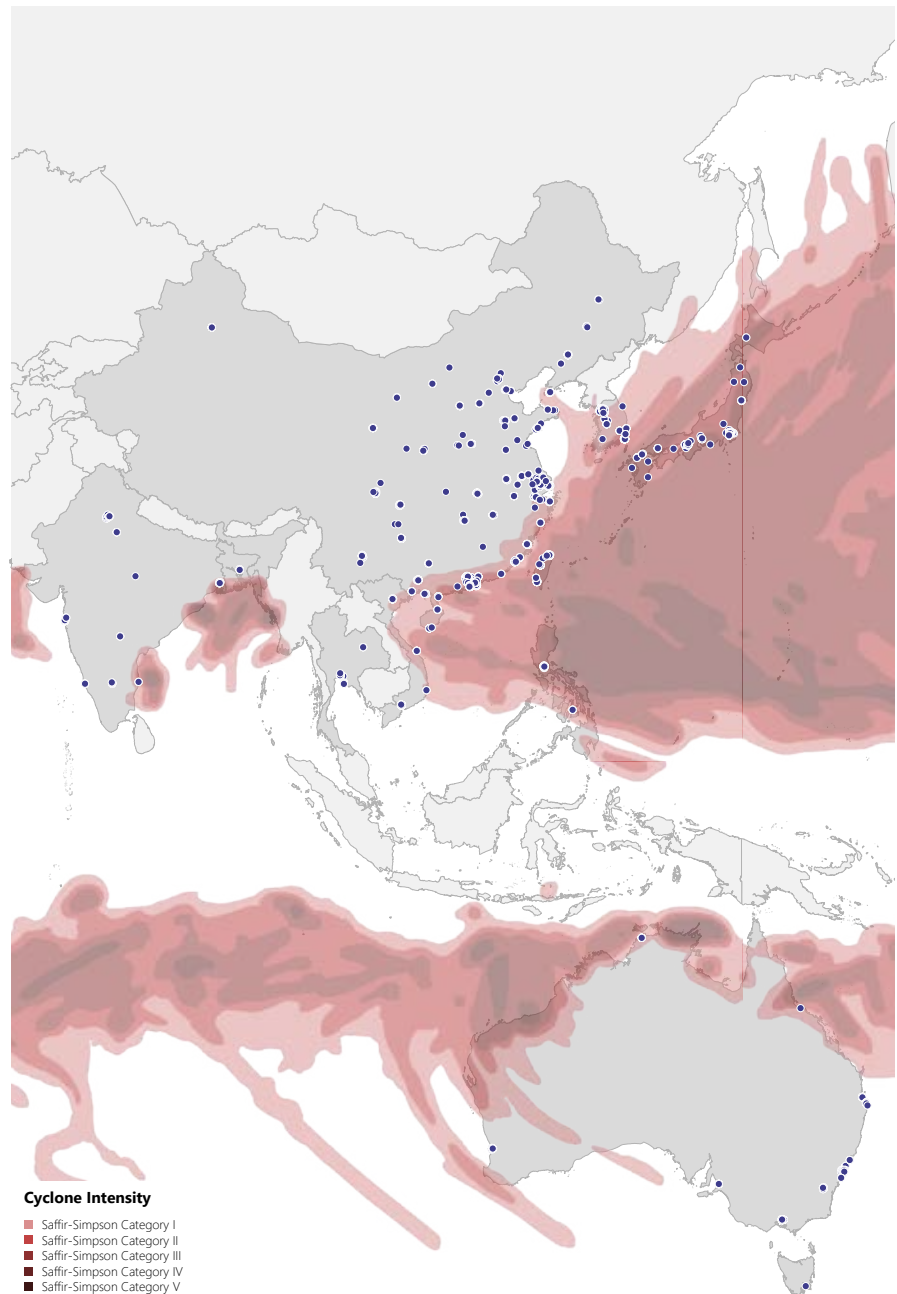 Cyclone Intensity
Saffir-Simpson Category I
Saffir-Simpson Category II
Saffir-Simpson Category III
Saffir-Simpson Category IV
Saffir-Simpson Category V